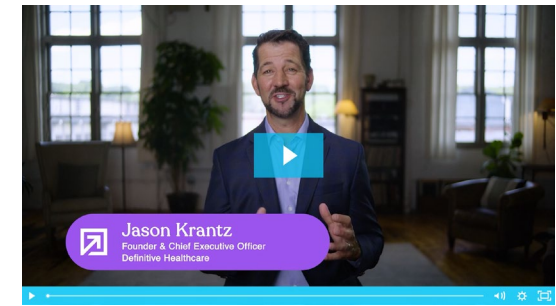 Jason Krantz
Founder & Chief Executive Officer
Definitive Healthcare